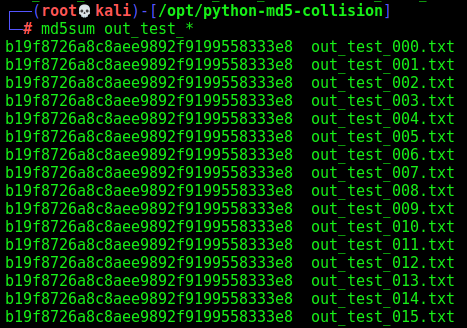 ┌──(root💀kali)-[/opt/python-md5-collision]
└─# md5sum out_test_*
b19f8726a8c8aee9892f9199558333e8  out_test_000.txt
b19f8726a8c8aee9892f9199558333e8  out_test_001.txt
b19f8726a8c8aee9892f9199558333e8  out_test_002.txt
b19f8726a8c8aee9892f9199558333e8  out_test_003.txt
b19f8726a8c8aee9892f9199558333e8  out_test_004.txt
b19f8726a8c8aee9892f9199558333e8  out_test_005.txt
b19f8726a8c8aee9892f9199558333e8  out_test_006.txt
b19f8726a8c8aee9892f9199558333e8  out_test_007.txt
b19f8726a8c8aee9892f9199558333e8  out_test_008.txt
b19f8726a8c8aee9892f9199558333e8  out_test_009.txt
b19f8726a8c8aee9892f9199558333e8  out_test_010.txt
b19f8726a8c8aee9892f9199558333e8  out_test_011.txt
b19f8726a8c8aee9892f9199558333e8  out_test_012.txt
b19f8726a8c8aee9892f9199558333e8  out_test_013.txt
b19f8726a8c8aee9892f9199558333e8  out_test_014.txt
b19f8726a8c8aee9892f9199558333e8  out_test_015.txt